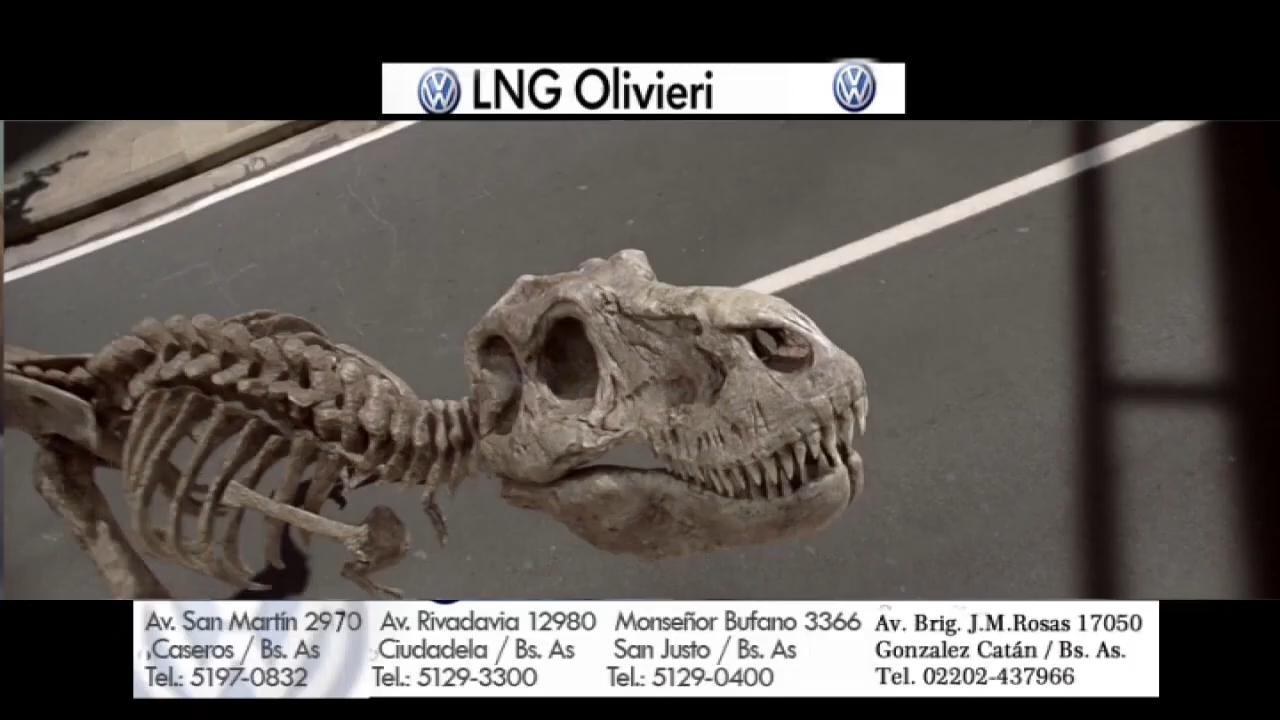 LNG Olivieri
Av. San Martín 2970
Caseros / Bs. As
Tel.: 5197-0832
Av. Rivadavia 12980
Ciudadela / Bs. As
Tel.: 5129-3300
Monseñor Bufano 3366
San Justo / Bs. As
Tel.: 5129-0400
Av. Brig. J.M.Rosas 17050
Gonzalez Catán / Bs. As.
Tel. 02202-437966